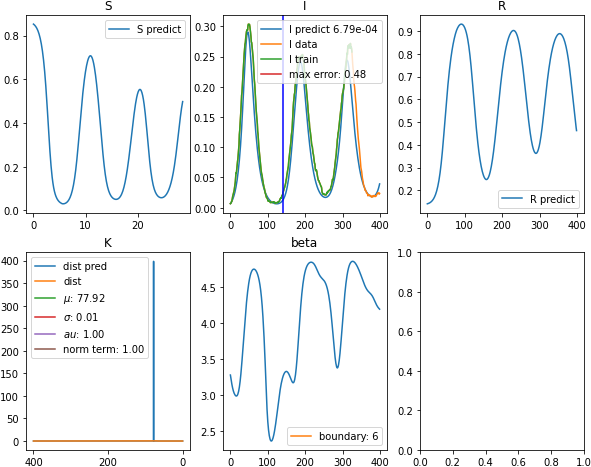 S I R
0.8
0.6
0.4
0.2
0.0
0 10 20
S predict
0.30
0.25
0.20
0.15
0.10
0.05
0.00
0 100 200 300 400
I predict 6.79e-04
I data
I train
max error: 0.48
0.9
0.8
0.7
0.6
0.5
0.4
0.3
0.2
0 100 200 300 400
R predict
K beta
400
350
300
250
200
150
100
50
0
400 200 0
dist pred
dist
μ: 77.92
σ: 0.01
au: 1.00
norm term: 1.00
4.5
4.0
3.5
3.0
2.5
0 100 200 300 400
boundary: 6
1.0
0.8
0.6
0.4
0.2
0.0
0.0 0.2 0.4 0.6 0.8 1.0